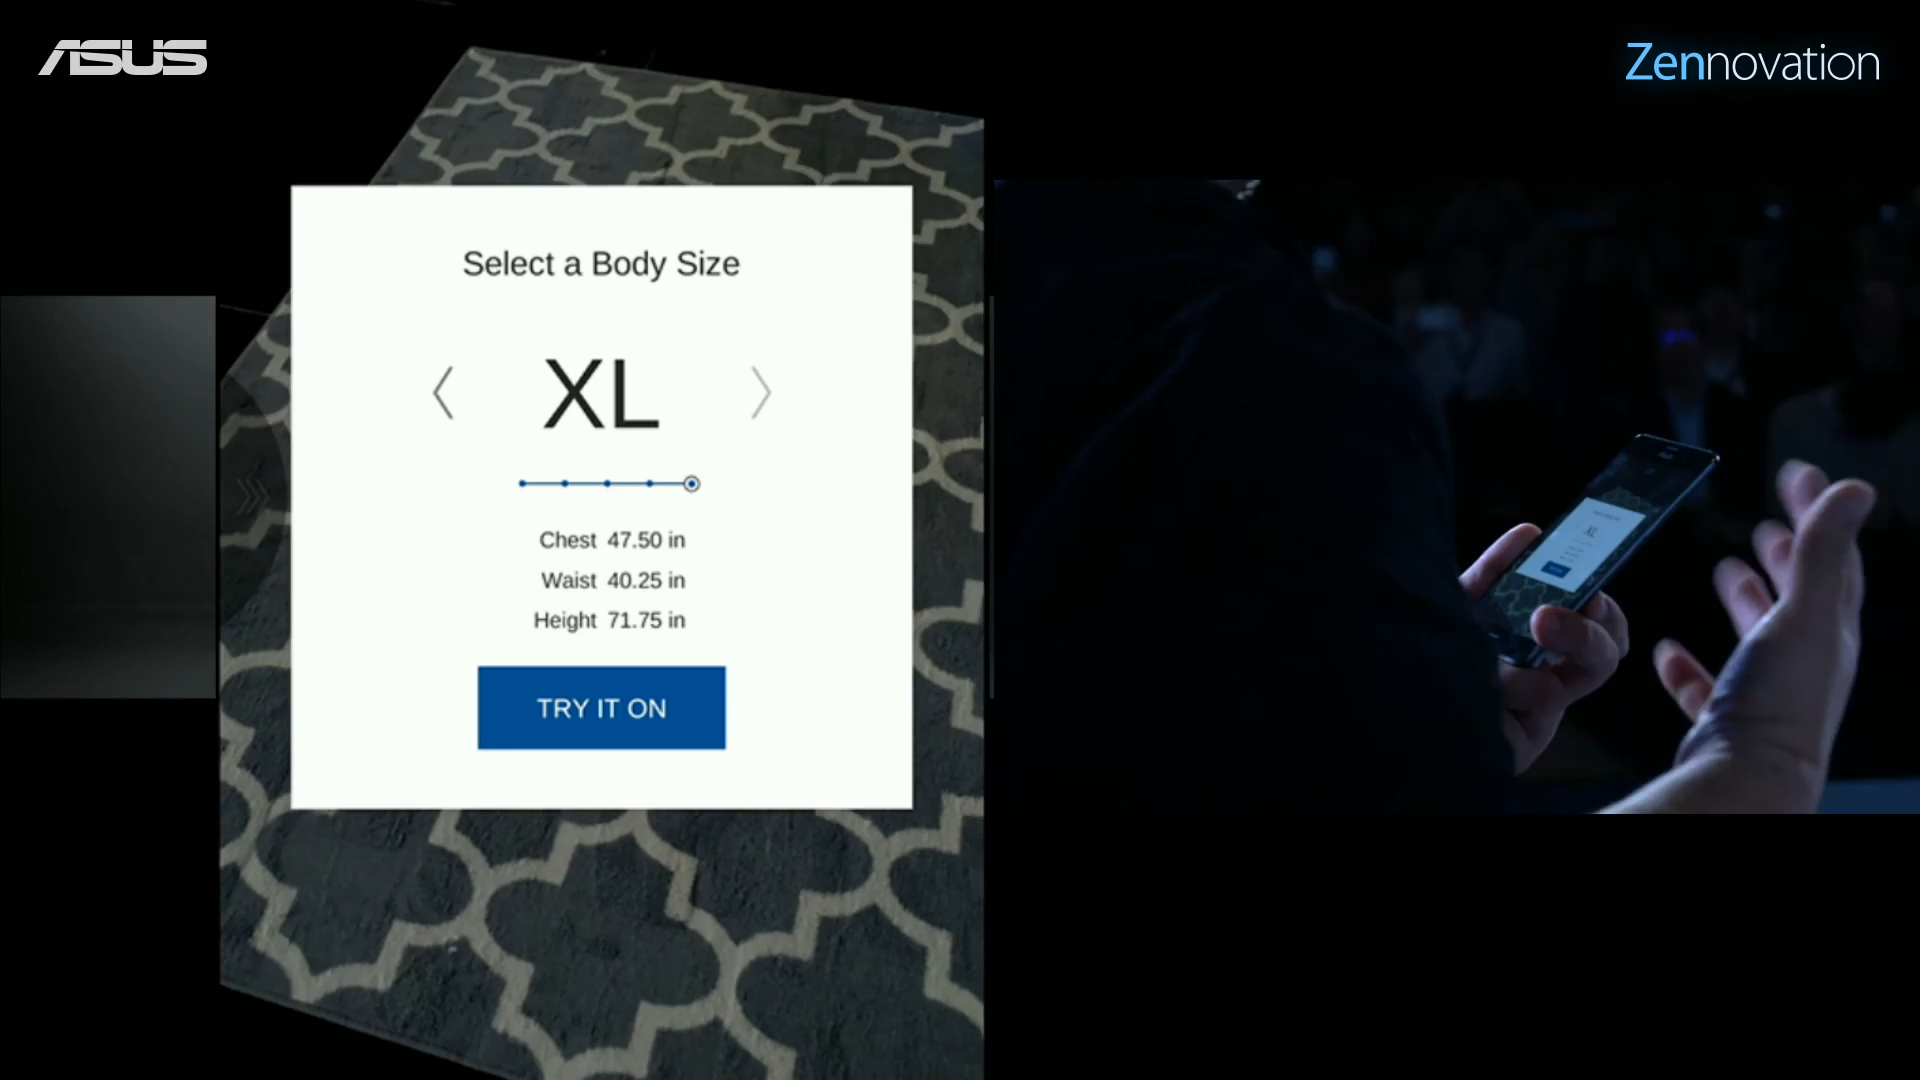 ASUS
Zennovation
Select a Body Size
XL
Chest 47.50 in
Waist 40.25 in
Height 71.75 in
TRY IT ON
XL